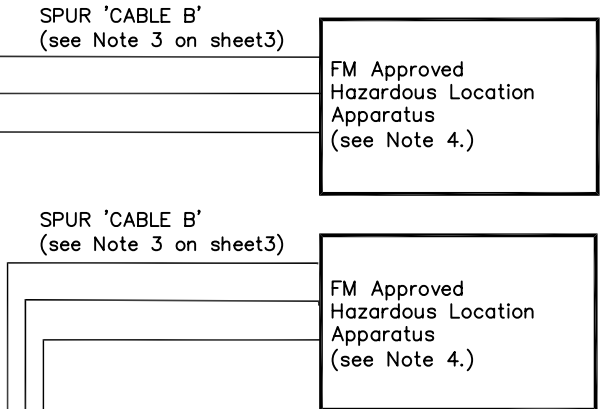 SPUR 'CABLE B'
(see Note 3 on sheet3)
FM Approved
Hazardous Location
Apparatus
(see Note 4.)
SPUR 'CABLE B'
(see Note 3 on sheet3)
FM Approved
Hazardous Location
Apparatus
(see Note 4.)